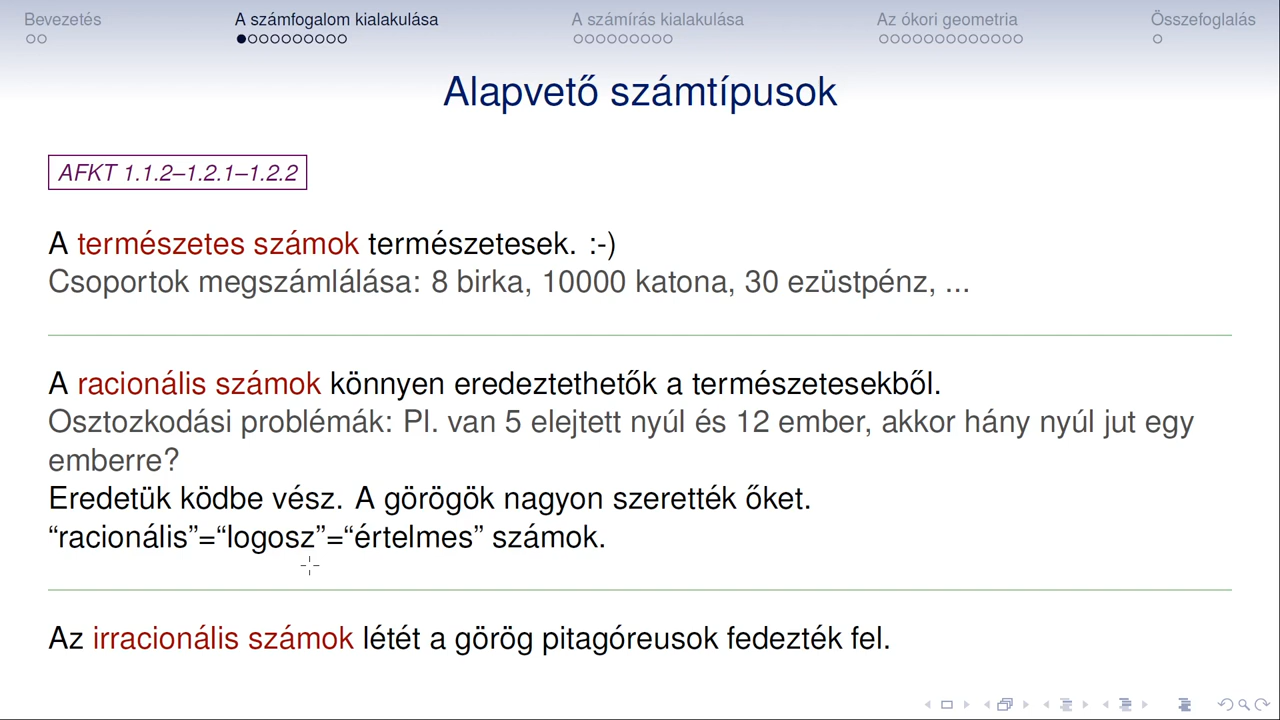 Bevezetés
A számfogalom kialakulása
A számírás kialakulása
Az ókori geometria
Összefoglalás
Alapvető számtípusok
AFKT 1.1.2–1.2.1–1.2.2
A természetes számok természetesek. :-)
Csoportok megszámlálása: 8 birka, 10000 katona, 30 ezüstpénz, ...
A racionális számok könnyen eredeztethetők a természetesekből.
Osztozkodási problémák: Pl. van 5 elejtett nyúl és 12 ember, akkor hány nyúl jut egy
emberre?
Eredetük ködbe vész. A görögök nagyon szerették őket.
“racionális”=“logosz”=“értelmes” számok.
Az irracionális számok létét a görög pitagóreusok fedezték fel.